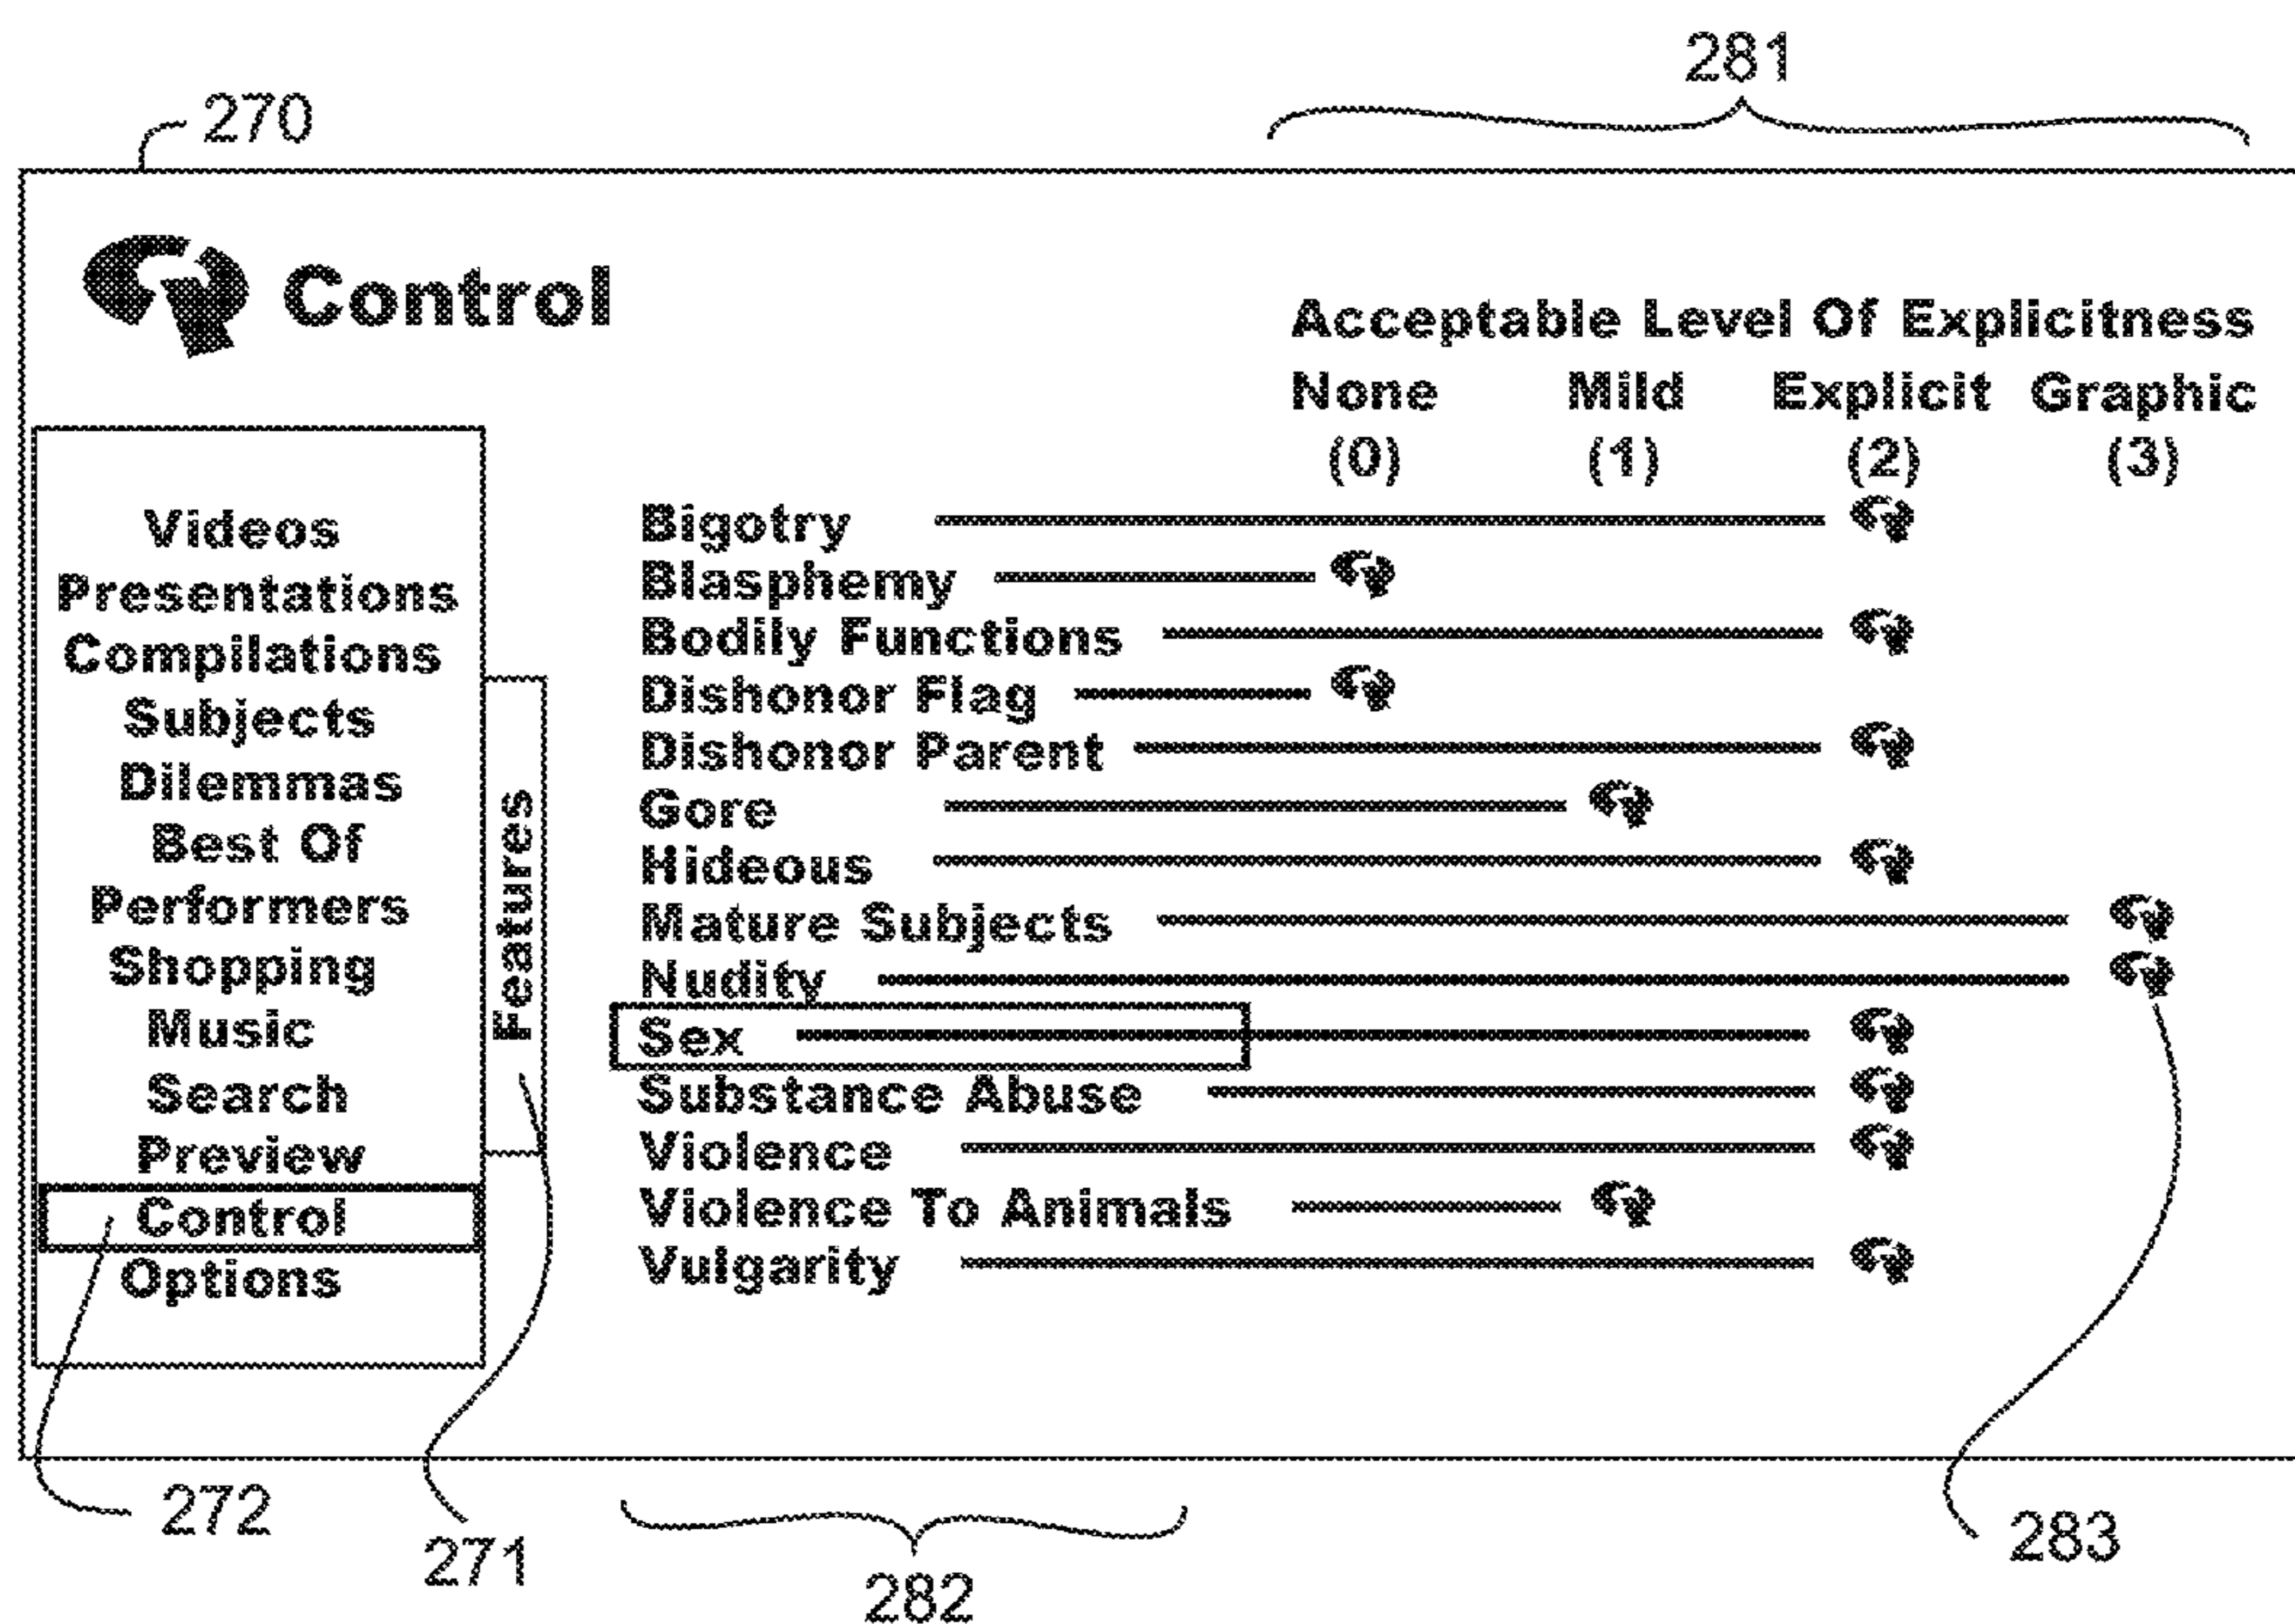 281
270
Control
Acceptable Level Of Explicitness
None Mild Explicit Graphic
(0) (1) (2) (3)
Videos
Presentations
Compilations
Subjects
Dilemmas
Best Of
Performers
Shopping
Music
Search
Preview
Control
Options
Features
Bigotry
Blasphemy
Bodily Functions
Dishonor Flag
Dishonor Parent
Gore
Hideous
Mature Subjects
Nudity
Sex
Substance Abuse
Violence
Violence To Animals
Vulgarity
272
271
282
283